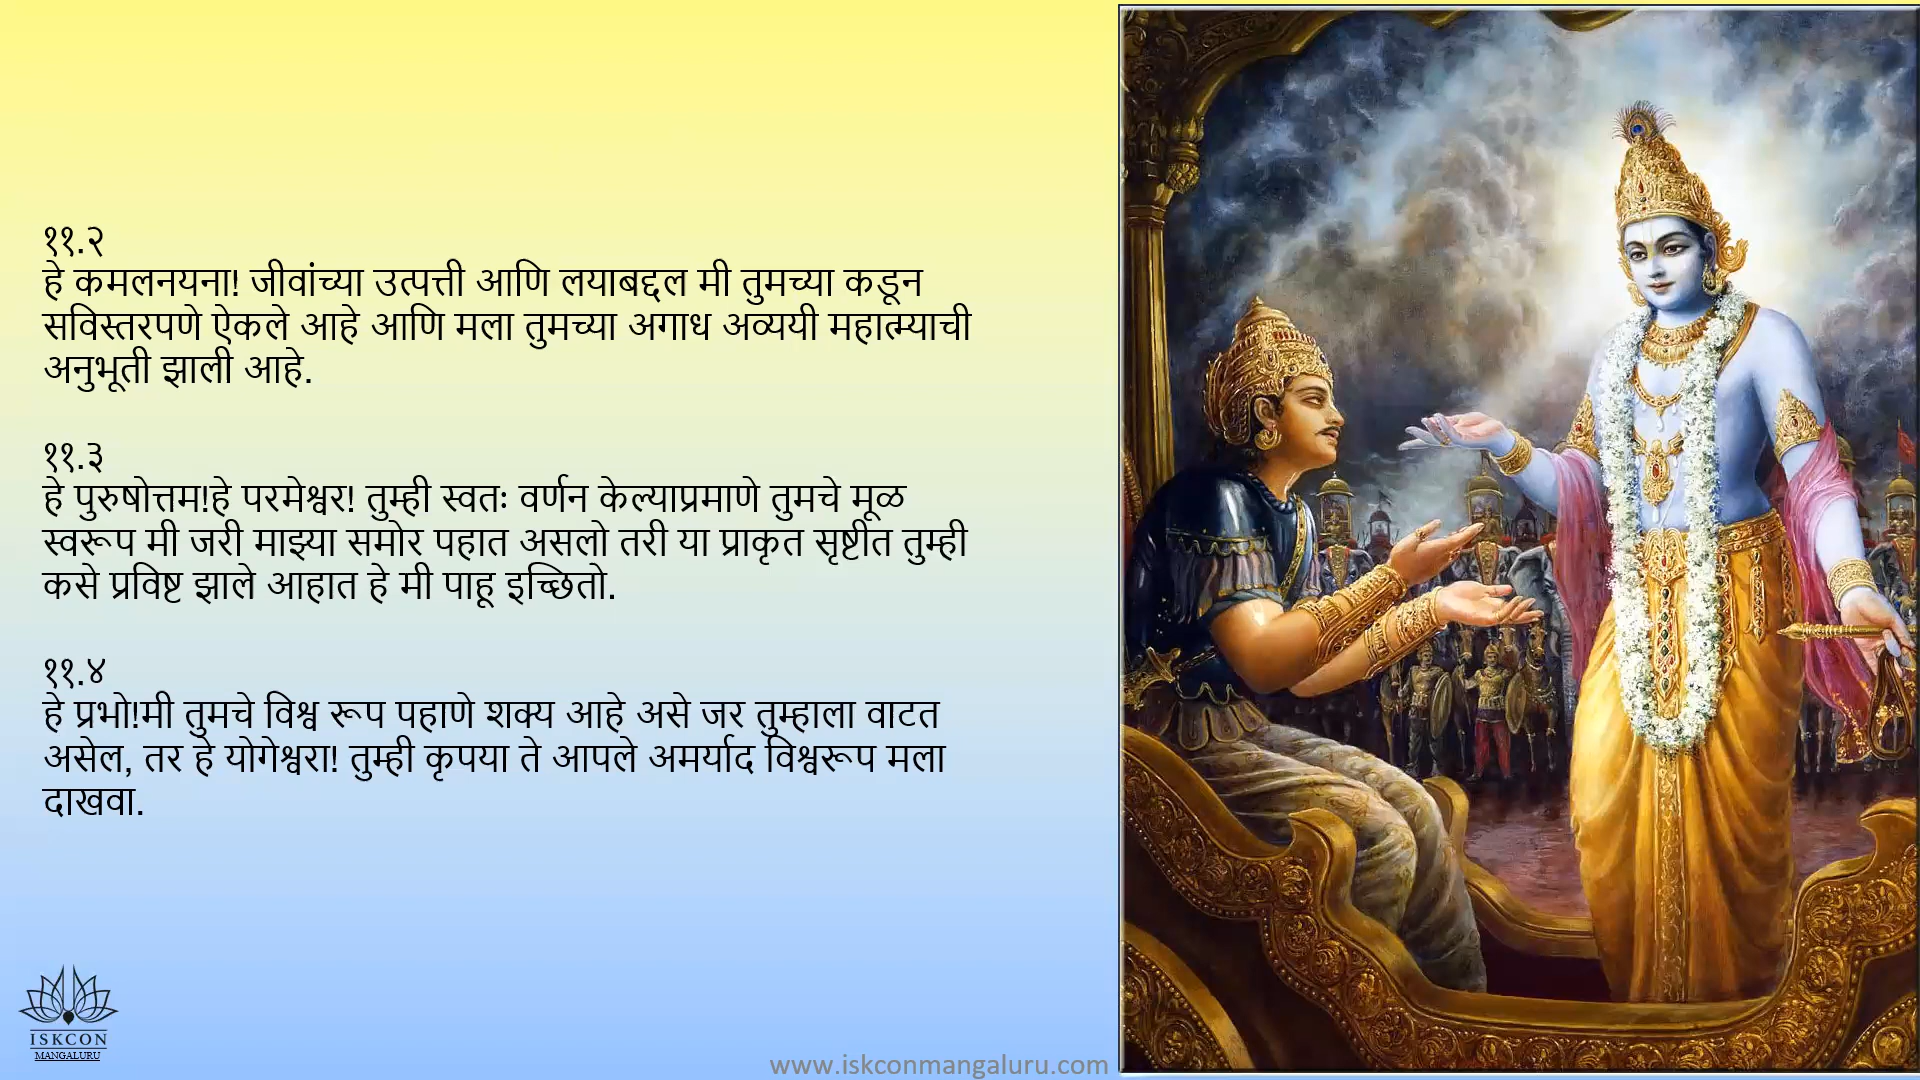 ११.२
हे कमलनयना! जीवांच्या उत्पत्ती आणि लयाबद्दल मी तुमच्या कडून
सविस्तरपणे ऐकले आहे आणि मला तुमच्या अगाध अव्ययी महात्म्याची
अनुभूती झाली आहे.
११.३
हे पुरुषोत्तम!हे परमेश्वर! तुम्ही स्वतः वर्णन केल्याप्रमाणे तुमचे मूळ
स्वरूप मी जरी माझ्या समोर पहात असलो तरी या प्राकृत सृष्टीत तुम्ही
कसे प्रविष्ट झाले आहात हे मी पाहू इच्छितो.
११.४
हे प्रभो!मी तुमचे विश्व रूप पहाणे शक्य आहे असे जर तुम्हाला वाटत
असेल, तर हे योगेश्वरा! तुम्ही कृपया ते आपले अमर्याद विश्वरूप मला
दाखवा.
ISKCON
MANGALURU
www.iskconmangaluru.com